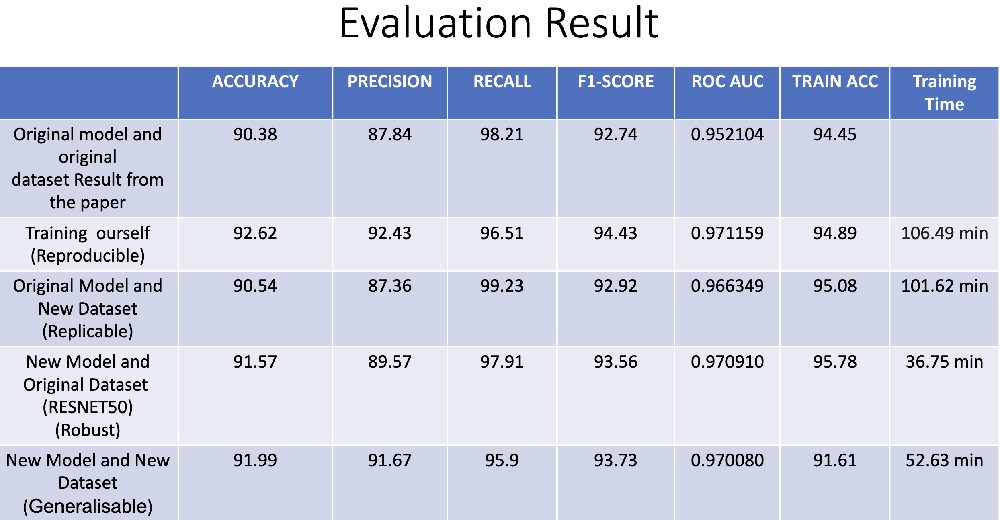 Evaluation Result
ACCURACY PRECISION RECALL F1-SCORE ROC AUC TRAIN ACC Training
Time
Original model and 90.38 87.84 98.21 92.74 0.952104 94.45
original
dataset Result from
the paper
Training ourself 92.62 92.43 96.51 94.43 0.971159 94.89 106.49 min
(Reproducible)
Original Model and 90.54 87.36 99.23 92.92 0.966349 95.08 101.62 min
New Dataset
(Replicable)
New Model and 91.57 89.57 97.91 93.56 0.970910 95.78 36.75 min
Original Dataset
(RESNET50)
(Robust)
New Model and New 91.99 91.67 95.9 93.73 0.970080 91.61 52.63 min
Dataset
(Generalisable)